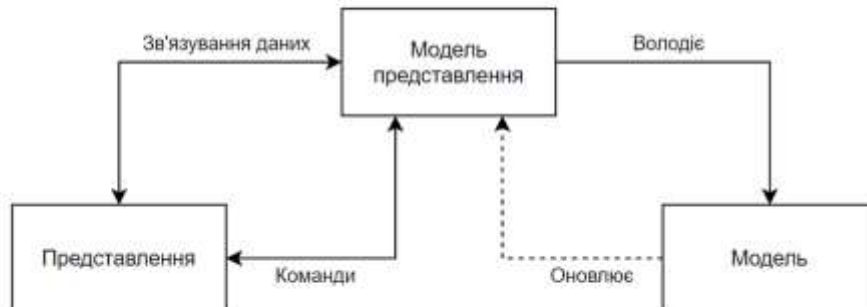 Зв'язування даних
Модель
представлення
Володіє
Представлення
Команди
Оновлює
Модель